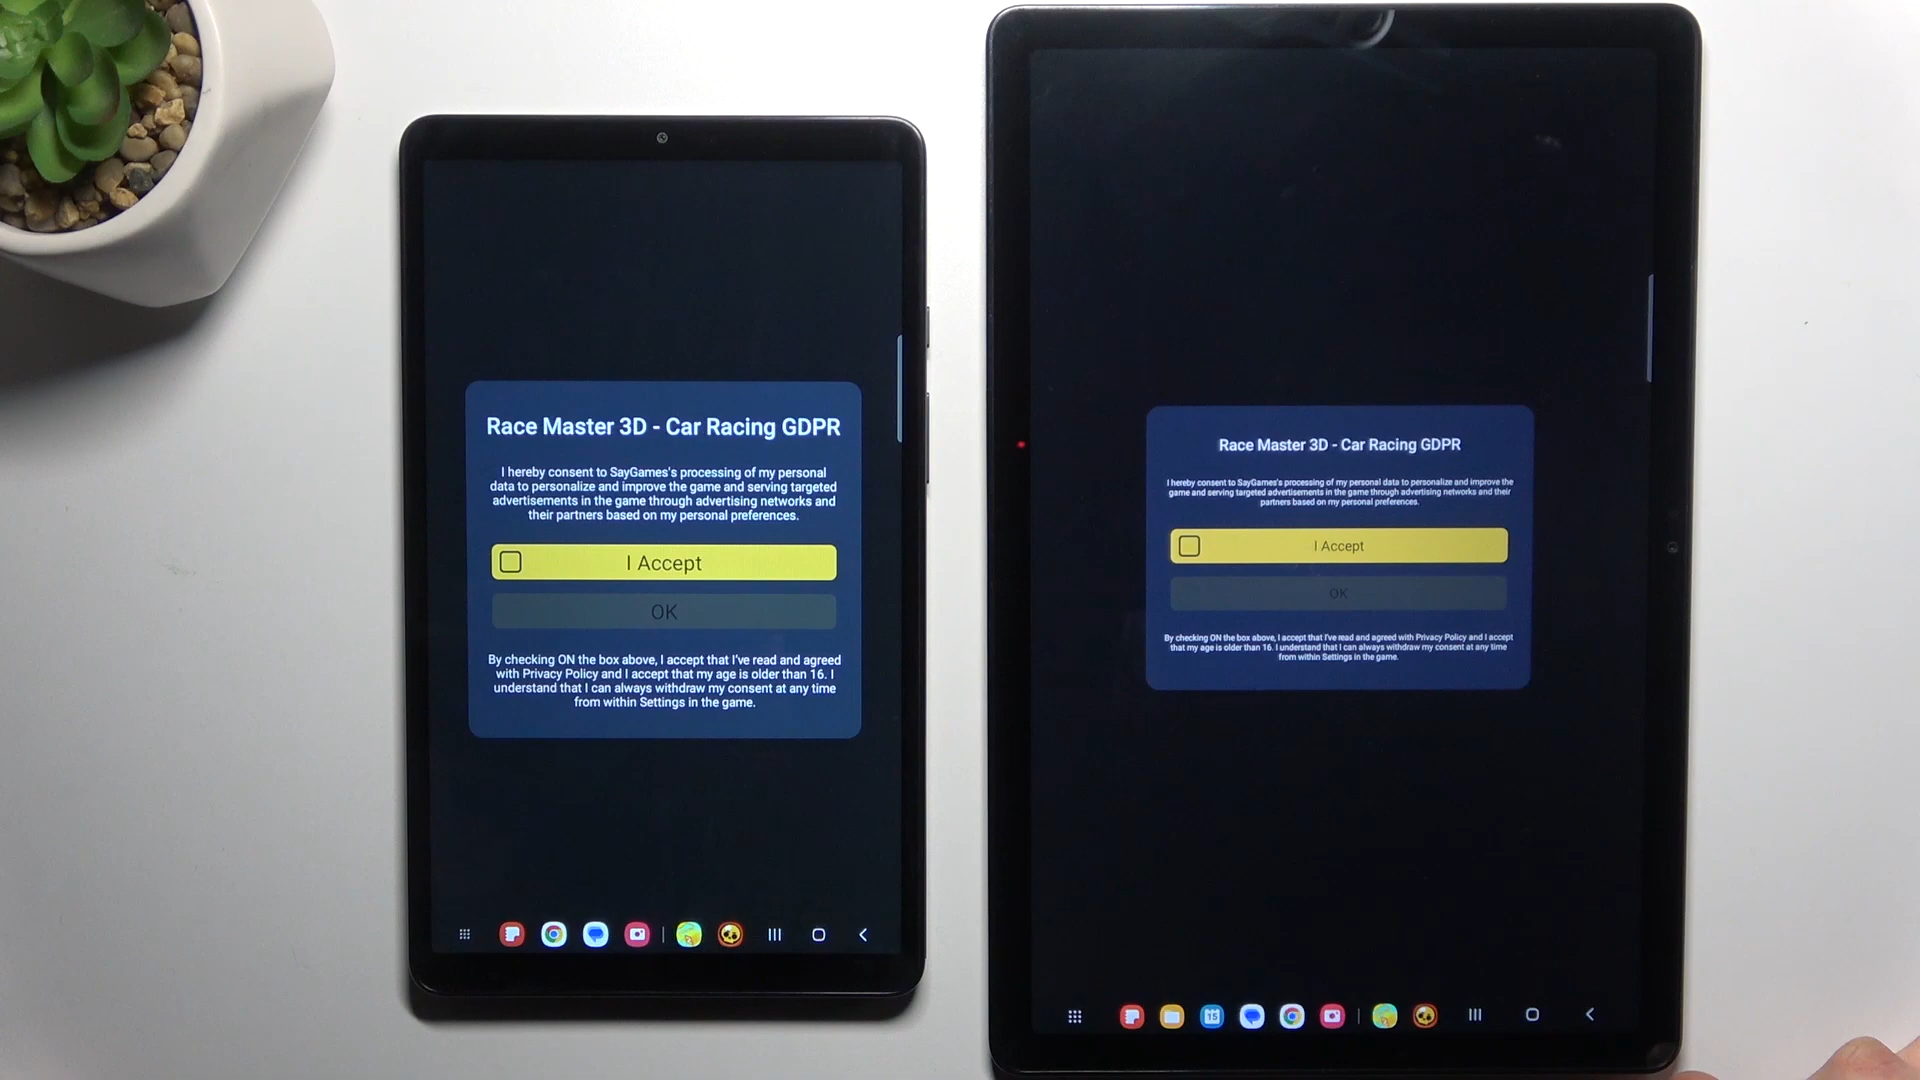 Race Master 3D - Car Racing GDPR
I hereby consent to SayGames's processing of my personal
data to personalize and improve the game and serving targeted
advertisements in the game through advertising networks and
their partners based on my personal preferences.
I Accept
OK
By checking ON the box above, I accept that I've read and agreed
with Privacy Policy and I accept that my age is older than 16. I
understand that I can always withdraw my consent at any time
from within Settings in the game.
Race Master 3D - Car Racing GDPR
I hereby consent to SayGames's processing of my personal data to personalize and improve the
game and serving targeted advertisements in the game through advertising networks and their
partners based on my personal preferences.
I Accept
OK
By checking ON the box above, I accept that I've read and agreed with Privacy Policy and I accept
that my age is older than 16. I understand that I can always withdraw my consent at any time
from within Settings in the game.
15